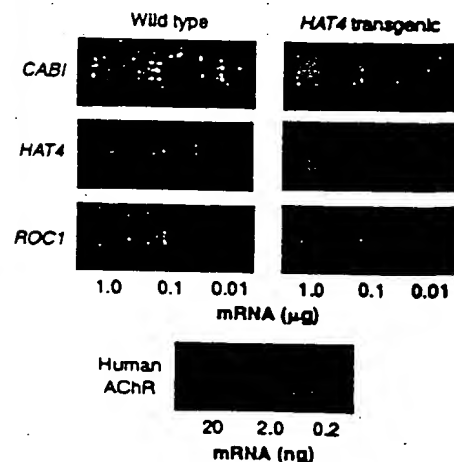 Wild type
HAT4 transgenic
CABI
HAT4
ROC1
1.0 0.1 0.01
1.0 0.1 0.01
mRNA (μg)
Human
AChR
20 2.0 0.2
mRNA (ng)